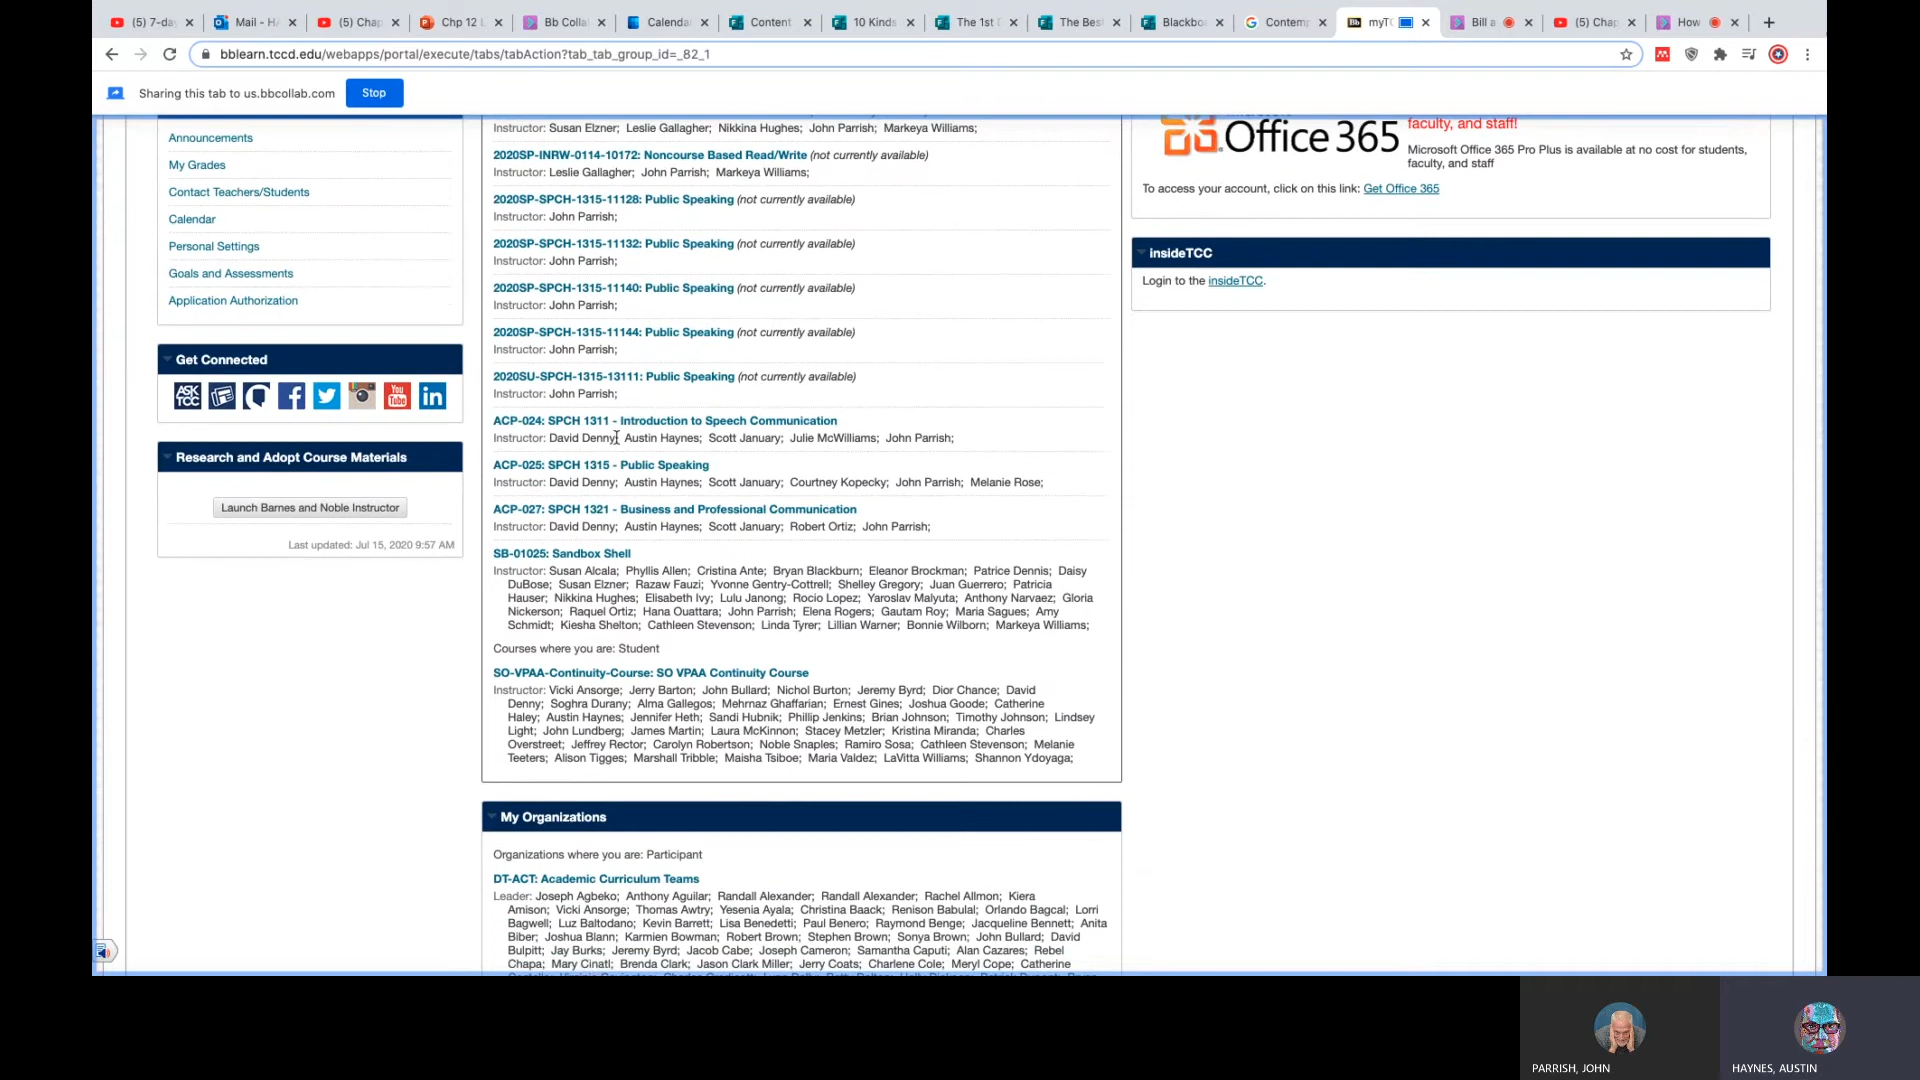 (5) 7-da
Mail - H
(5) Chap
Chp 12 L
Bb Colla
Calenda
Content
10 Kinds
The 1st
The Bes
Blackbo
Contem
myT
Bill a
(5) Chap
How
bblearn.tccd.edu/webapps/portal/execute/tabs/tabAction?tab_tab_group_id=_82_1
Sharing this tab to us.bbcollab.com Stop
Announcements
My Grades
Contact Teachers/Students
Calendar
Personal Settings
Goals and Assessments
Application Authorization
Get Connected
ASK TCC
You Tube
in
Research and Adopt Course Materials
Launch Barnes and Noble Instructor
Last updated: Jul 15, 2020 9:57 AM
Instructor: Susan Elzner; Leslie Gallagher; Nikkina Hughes; John Parrish; Markeya Williams;
2020SP-INRW-0114-10172: Noncourse Based Read/Write (not currently available)
Instructor: Leslie Gallagher; John Parrish; Markeya Williams;
2020SP-SPCH-1315-11128: Public Speaking (not currently available)
Instructor: John Parrish;
2020SP-SPCH-1315-11132: Public Speaking (not currently available)
Instructor: John Parrish;
2020SP-SPCH-1315-11140: Public Speaking (not currently available)
Instructor: John Parrish;
2020SP-SPCH-1315-11144: Public Speaking (not currently available)
Instructor: John Parrish;
2020SU-SPCH-1315-13111: Public Speaking (not currently available)
Instructor: John Parrish;
ACP-024: SPCH 1311 - Introduction to Speech Communication
Instructor: David Denny; Austin Haynes; Scott January; Julie McWilliams; John Parrish;
ACP-025: SPCH 1315 - Public Speaking
Instructor: David Denny; Austin Haynes; Scott January; Courtney Kopecky; John Parrish; Melanie Rose;
ACP-027: SPCH 1321 - Business and Professional Communication
Instructor: David Denny; Austin Haynes; Scott January; Robert Ortiz; John Parrish;
SB-01025: Sandbox Shell
Instructor: Susan Alcala; Phyllis Allen; Cristina Ante; Bryan Blackburn; Eleanor Brockman; Patrice Dennis; Daisy
DuBose; Susan Elzner; Razaw Fauzi; Yvonne Gentry-Cottrell; Shelley Gregory; Juan Guerrero; Patricia
Hauser; Nikkina Hughes; Elisabeth Ivy; Lulu Janong; Rocio Lopez; Yaroslav Malyuta; Anthony Narvaez; Gloria
Nickerson; Raquel Ortiz; Hana Ouattara; John Parrish; Elena Rogers; Gautam Roy; Maria Sagues; Amy
Schmidt; Kiesha Shelton; Cathleen Stevenson; Linda Tyrer; Lillian Warner; Bonnie Wilborn; Markeya Williams;
Courses where you are: Student
SO-VPAA-Continuity-Course: SO VPAA Continuity Course
Instructor: Vicki Ansorge; Jerry Barton; John Bullard; Nichol Burton; Jeremy Byrd; Dior Chance; David
Denny; Soghra Durany; Alma Gallegos; Mehrnaz Ghaffarian; Ernest Gines; Joshua Goode; Catherine
Haley; Austin Haynes; Jennifer Heth; Sandi Hubnik; Phillip Jenkins; Brian Johnson; Timothy Johnson; Lindsey
Light; John Lundberg; James Martin; Laura McKinnon; Stacey Metzler; Kristina Miranda; Charles
Overstreet; Jeffrey Rector; Carolyn Robertson; Noble Snaples; Ramiro Sosa; Cathleen Stevenson; Melanie
Teeters; Alison Tigges; Marshall Tribble; Maisha Tsiboe; Maria Valdez; LaVitta Williams; Shannon Ydoyaga;
My Organizations
Organizations where you are: Participant
DT-ACT: Academic Curriculum Teams
Leader: Joseph Agbeko; Anthony Aguilar; Randall Alexander; Randall Alexander; Rachel Allmon; Kiera
Amison; Vicki Ansorge; Thomas Awtry; Yesenia Ayala; Christina Baack; Renison Babulal; Orlando Bagcal; Lorri
Bagwell; Luz Baltodano; Kevin Barrett; Lisa Benedetti; Paul Benero; Raymond Benge; Jacqueline Bennett; Anita
Biber; Joshua Blann; Karmien Bowman; Robert Brown; Stephen Brown; Sonya Brown; John Bullard; David
Bulpitt; Jay Burks; Jeremy Byrd; Jacob Cabe; Joseph Cameron; Samantha Caputi; Alan Cazares; Rebel
Chapa; Mary Cinatl; Brenda Clark; Jason Clark Miller; Jerry Coats; Charlene Cole; Meryl Cope; Catherine
Office 365
faculty, and staff!
Microsoft Office 365 Pro Plus is available at no cost for students,
faculty, and staff
To access your account, click on this link: Get Office 365
insideTCC
Login to the insideTCC.
PARRISH, JOHN
HAYNES, AUSTIN